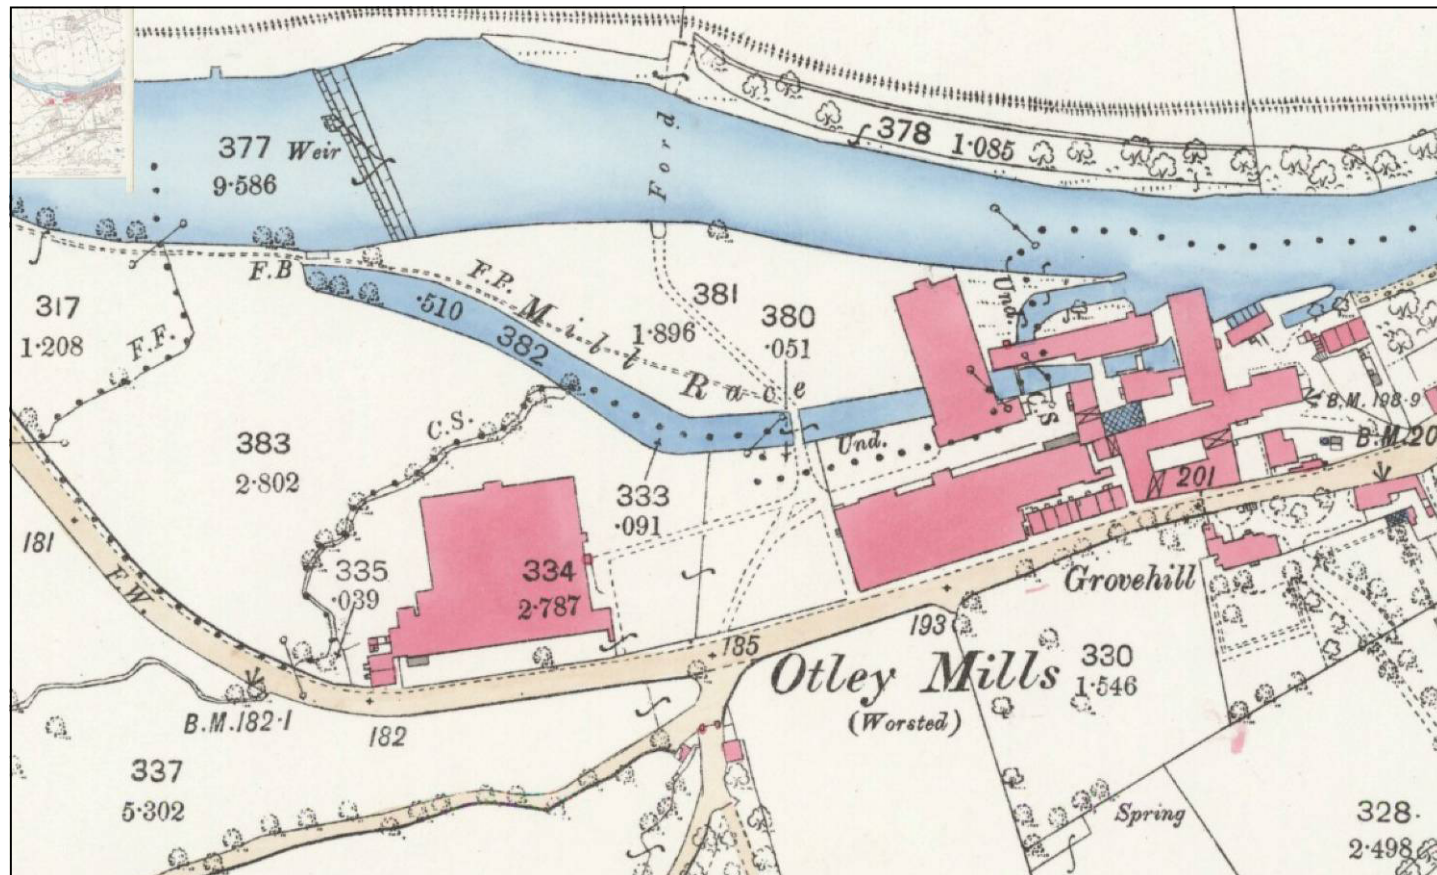 378
1·085
377 Weir
9·586
Ford
F.B
F.P.
317
1·208
F.F.
·510
382
Mill Race
381
1·896
380
·051
Und.
C.S.
383
2·802
C.S.
Und.
B.M.198·9
B.M.20
201
333
·091
181
F.W.
335
·039
334
2·787
Grovehill
193
185
Otley Mills
(Worsted)
330
1·546
B.M.182·1
182
337
5·302
Spring
328·
2·498